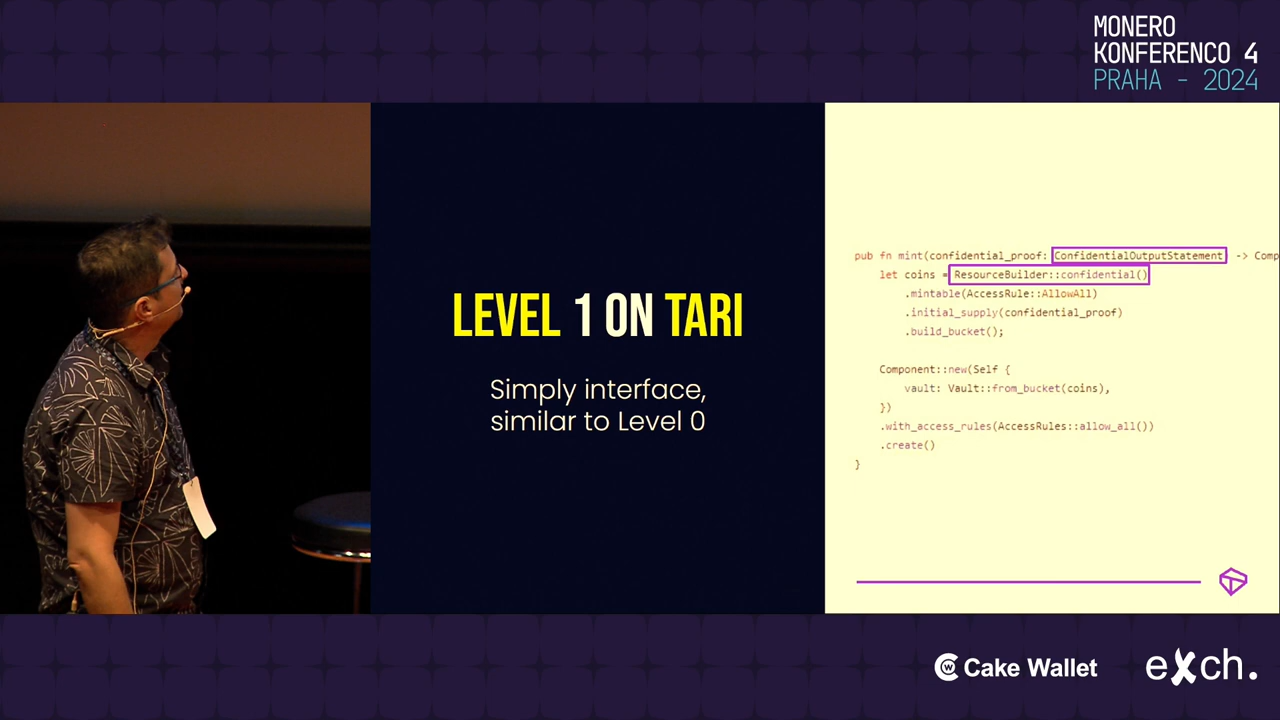 MONERO
KONFERENCO 4
PRAHA - 2024
LEVEL 1 ON TARI
Simply interface,
similar to Level 0
pub fn mint(confidential_proof: ConfidentialOutputStatement -> Comp
let coins = ResourceBuilder::confidential()
.mintable(AccessRule::AllowAll)
.initial_supply(confidential_proof)
.build_bucket();
Component::new(Self {
vault: Vault::from_bucket(coins),
})
.with_access_rules(AccessRules::allow_all())
.create()
}
Cake Wallet
eXch.